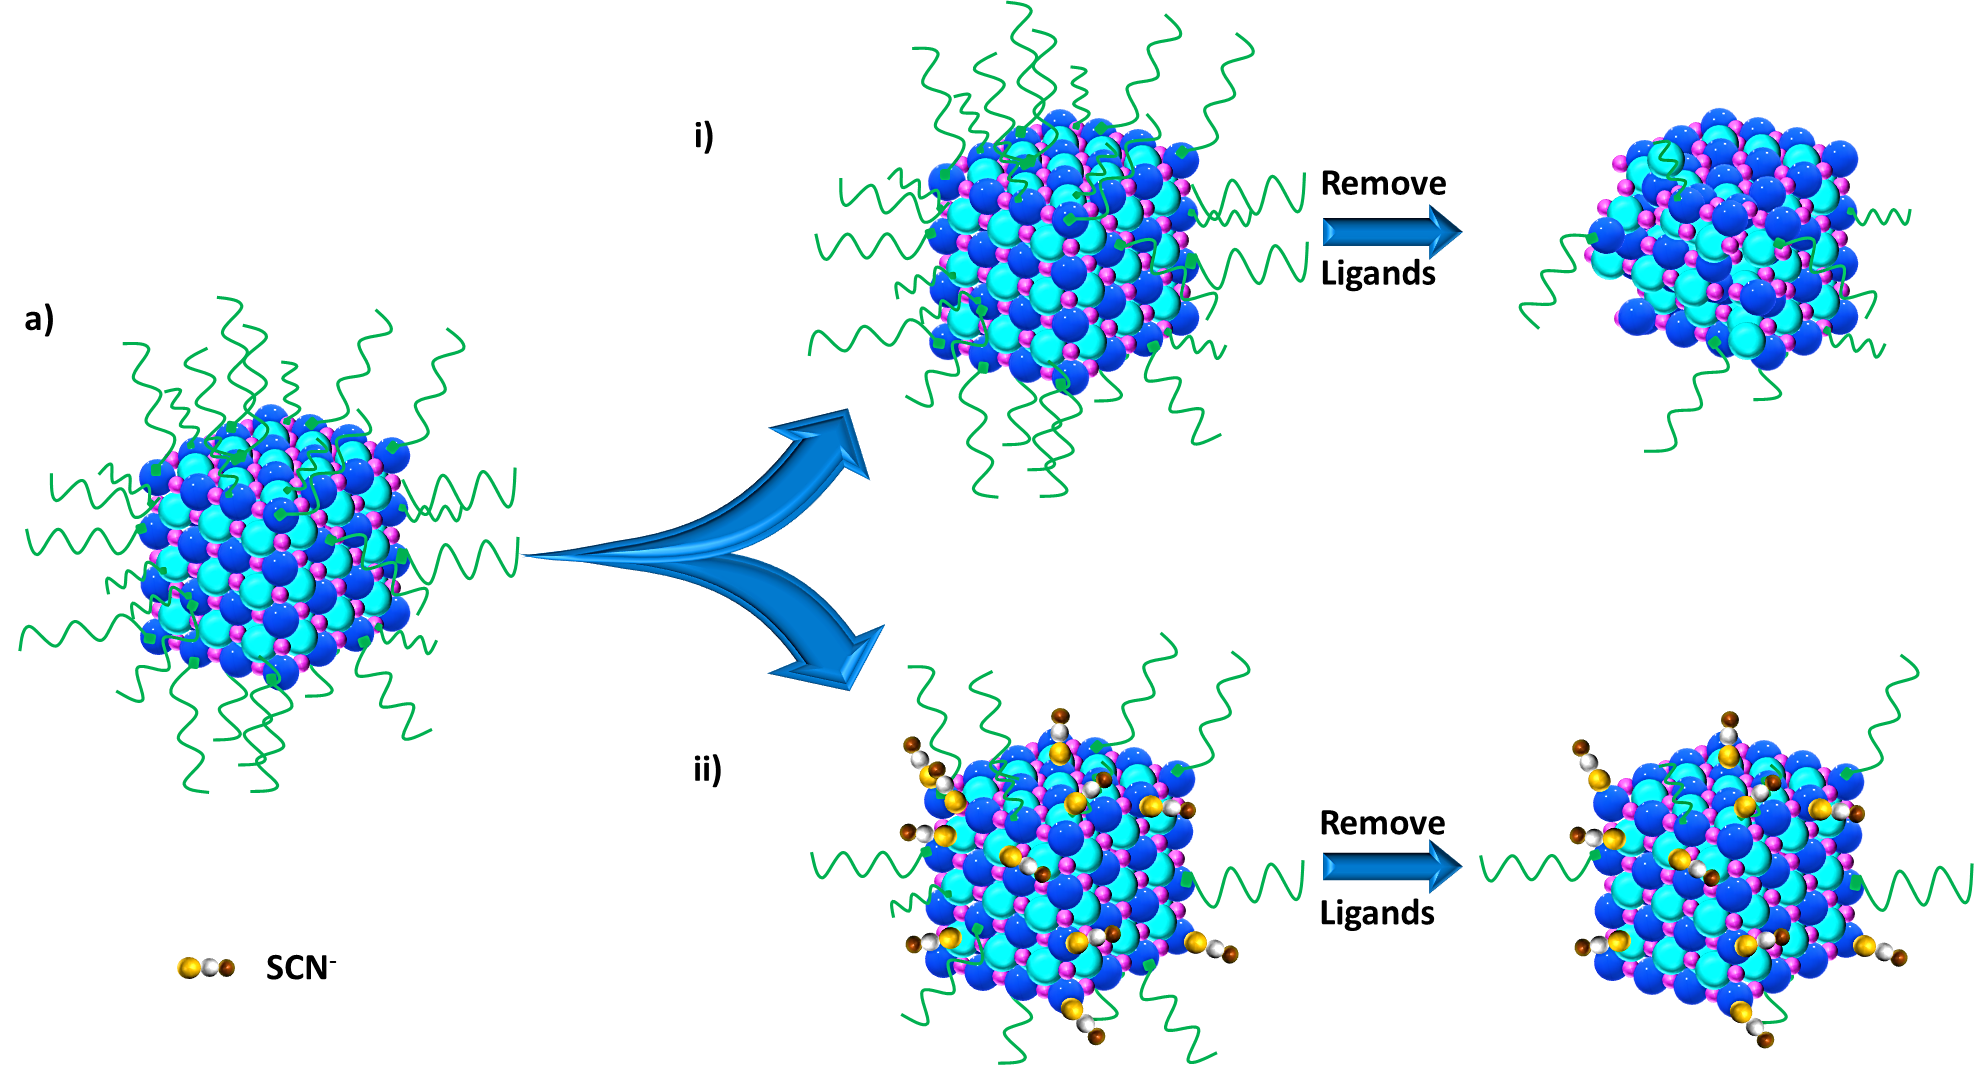 i)
Remove
Ligands
a)
ii)
Remove
Ligands
SCN⁻